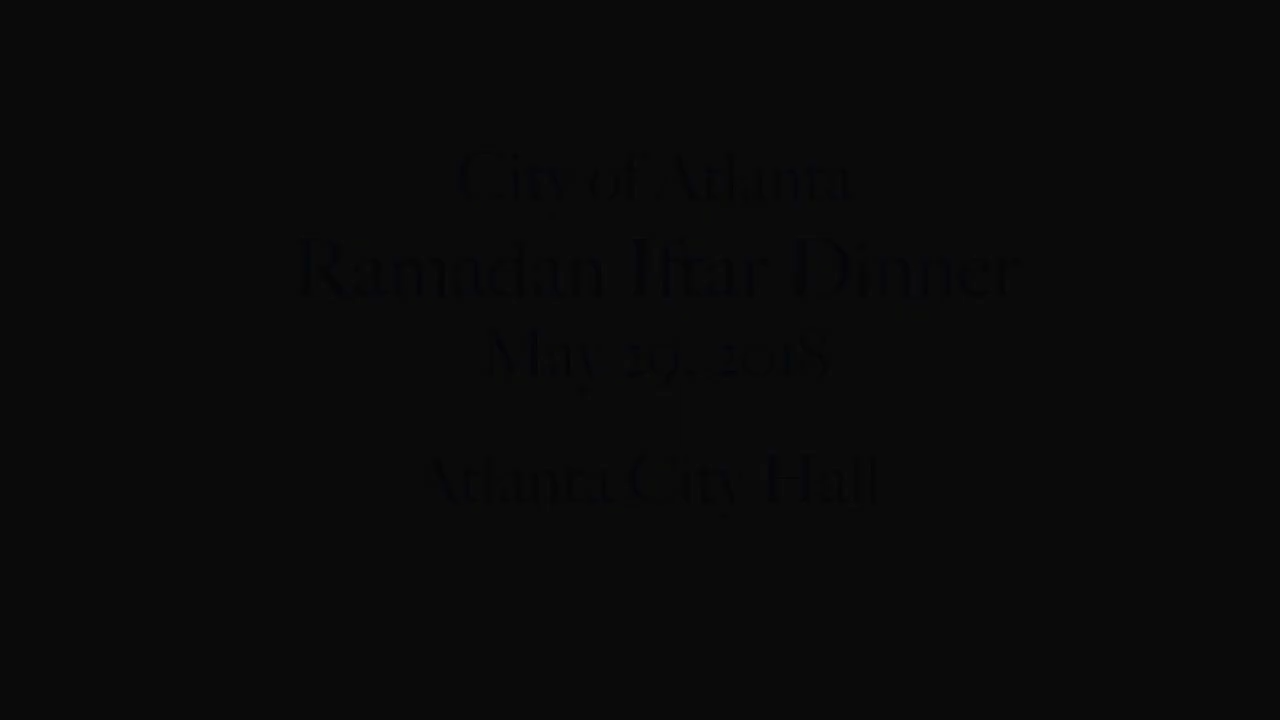 City of Atlanta
Ramadan Iftar Dinner
May 29, 2018
Atlanta City Hall